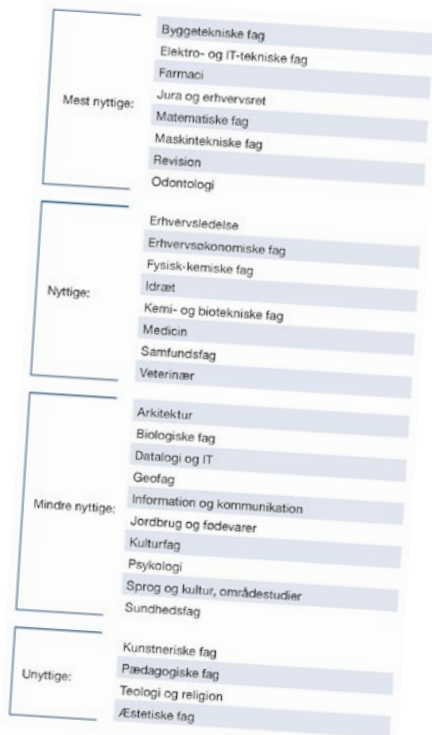 Mest nyttige:
Byggetekniske fag
Elektro- og IT-tekniske fag
Farmaci
Jura og erhvervsret
Matematiske fag
Maskintekniske fag
Revision
Odontologi
Nyttige:
Erhvervsledelse
Erhvervsøkonomiske fag
Fysisk-kemiske fag
Idræt
Kemi- og biotekniske fag
Medicin
Samfundsfag
Veterinær
Mindre nyttige:
Arkitektur
Biologiske fag
Datalogi og IT
Geofag
Information og kommunikation
Jordbrug og fødevarer
Kulturfag
Psykologi
Sprog og kultur, områdestudier
Sundhedsfag
Unyttige:
Kunstneriske fag
Pædagogiske fag
Teologi og religion
Æstetiske fag